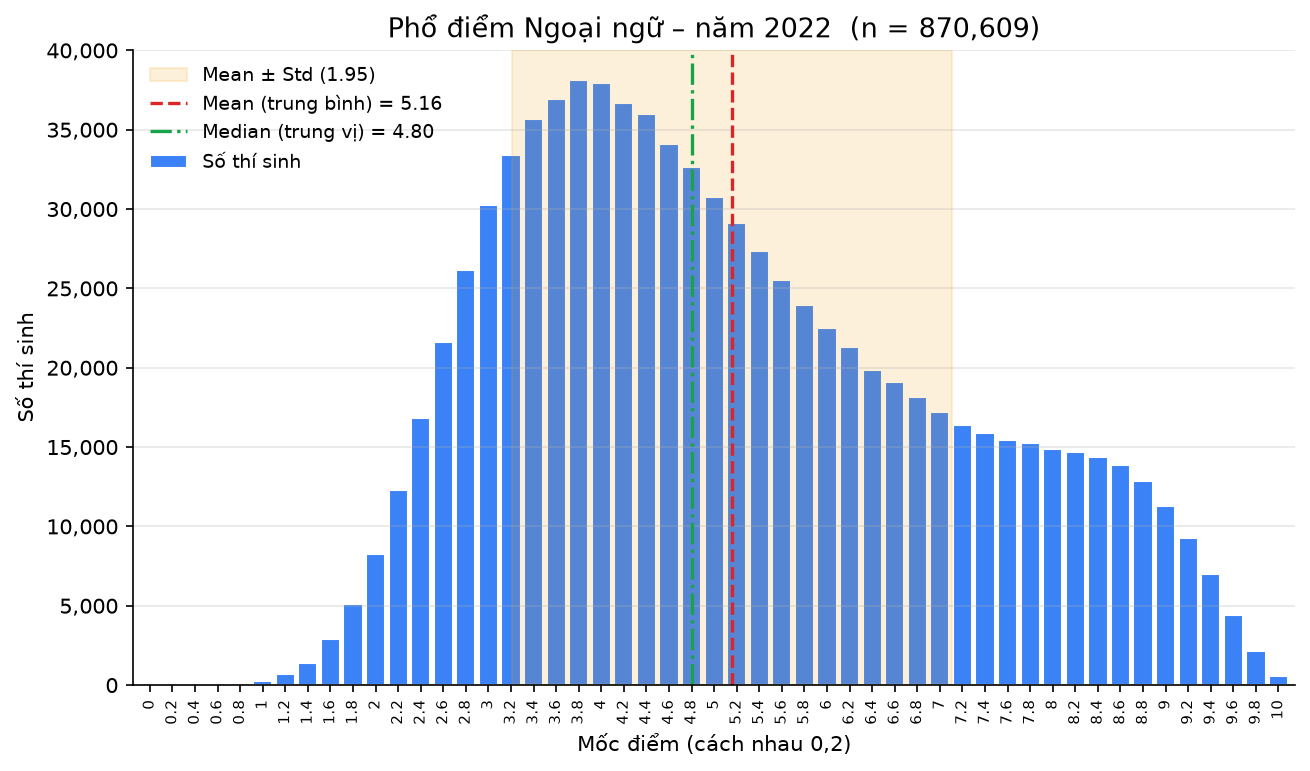 Phổ điểm Ngoại ngữ – năm 2022 (n = 870,609)
Mean ± Std (1.95)
Mean (trung bình) = 5.16
Median (trung vị) = 4.80
Số thí sinh
Số thí sinh
40,000
35,000
30,000
25,000
20,000
15,000
10,000
5,000
0
0 0.2 0.4 0.6 0.8 1 1.2 1.4 1.6 1.8 2 2.2 2.4 2.6 2.8 3 3.2 3.4 3.6 3.8 4 4.2 4.4 4.6 4.8 5 5.2 5.4 5.6 5.8 6 6.2 6.4 6.6 6.8 7 7.2 7.4 7.6 7.8 8 8.2 8.4 8.6 8.8 9 9.2 9.4 9.6 9.8 10
Mốc điểm (cách nhau 0,2)